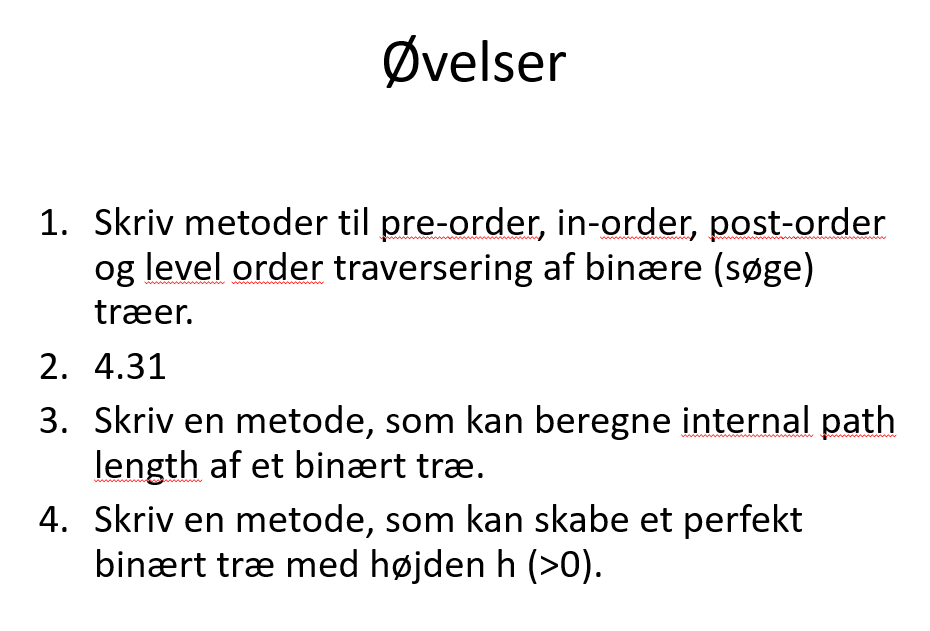 Øvelser
1. Skriv metoder til pre-order, in-order, post-order
og level order traversering af binære (søge)
træer.
2. 4.31
3. Skriv en metode, som kan beregne internal path
length af et binært træ.
4. Skriv en metode, som kan skabe et perfekt
binært træ med højden h (>0).